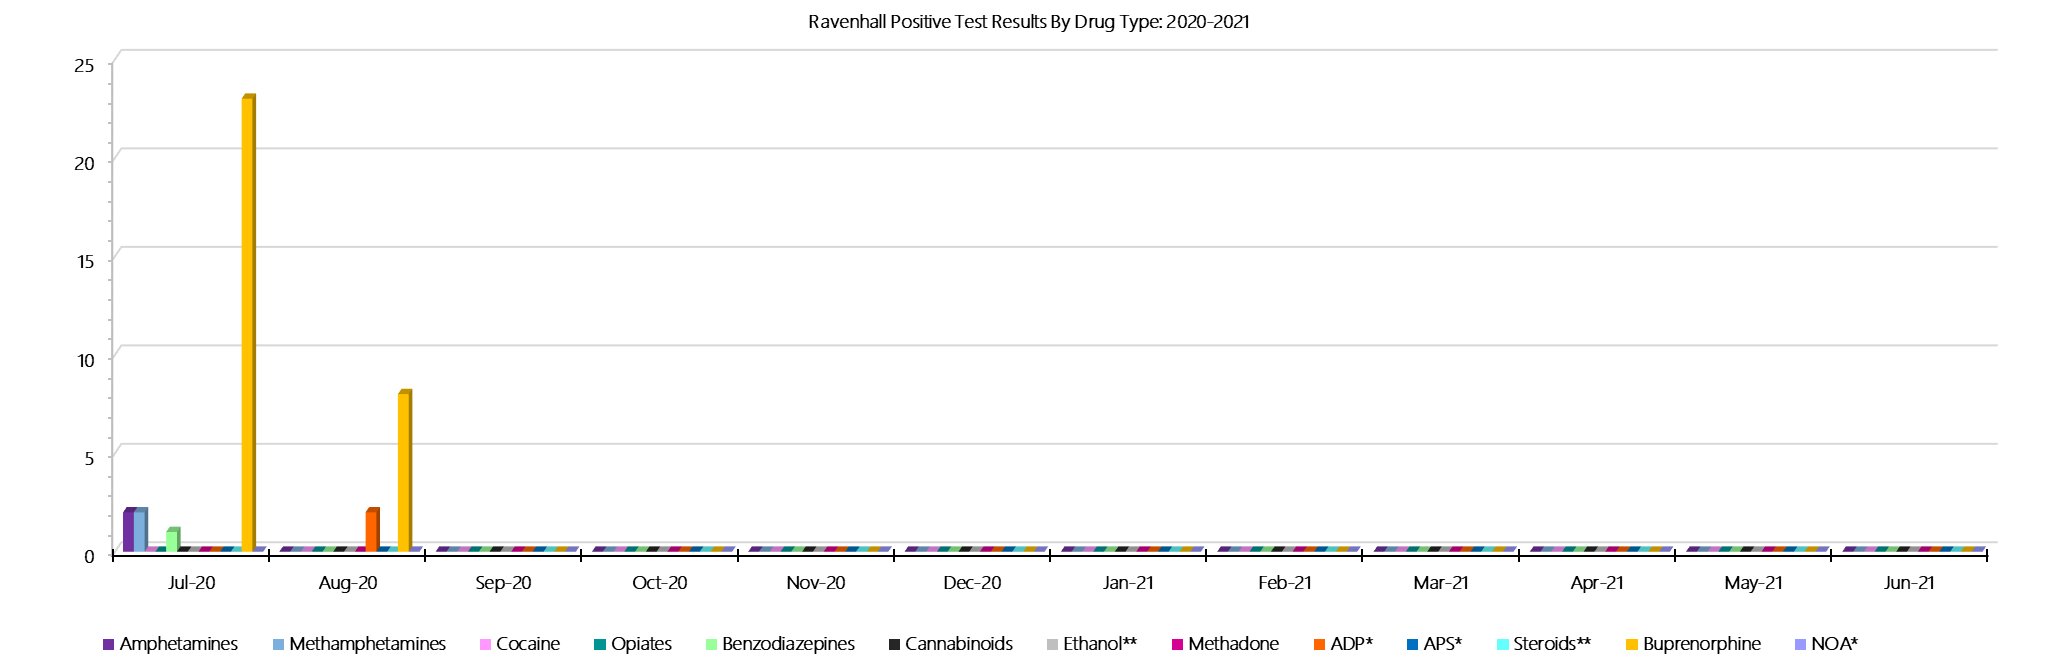 Ravenhall Positive Test Results By Drug Type: 2020-2021
25
20
15
10
5
0
Jul-20 Aug-20 Sep-20 Oct-20 Nov-20 Dec-20 Jan-21 Feb-21 Mar-21 Apr-21 May-21 Jun-21
Amphetamines Methamphetamines Cocaine Opiates Benzodiazepines Cannabinoids Ethanol** Methadone ADP* APS* Steroids** Buprenorphine NOA*